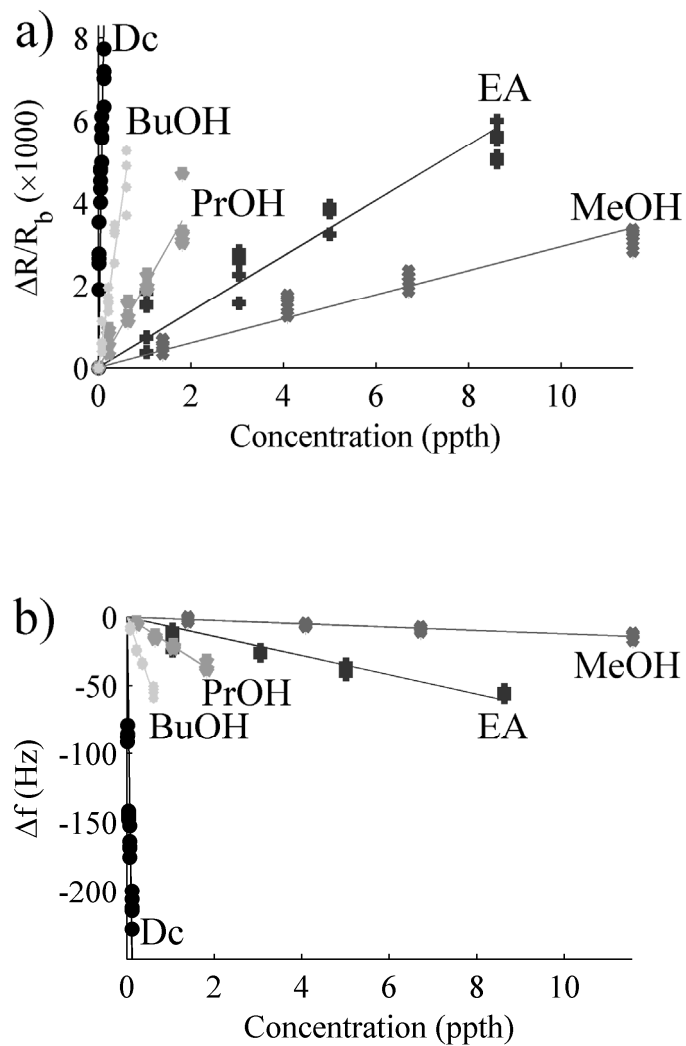 a)
8
Dc
EA
BuOH
6
PrOH
MeOH
4
2
0
ΔR/R_b (×1000)
0 2 4 6 8 10
Concentration (ppth)
b)
0
MeOH
-50
PrOH
BuOH
EA
-100
-150
-200
Dc
Δf (Hz)
0 2 4 6 8 10
Concentration (ppth)